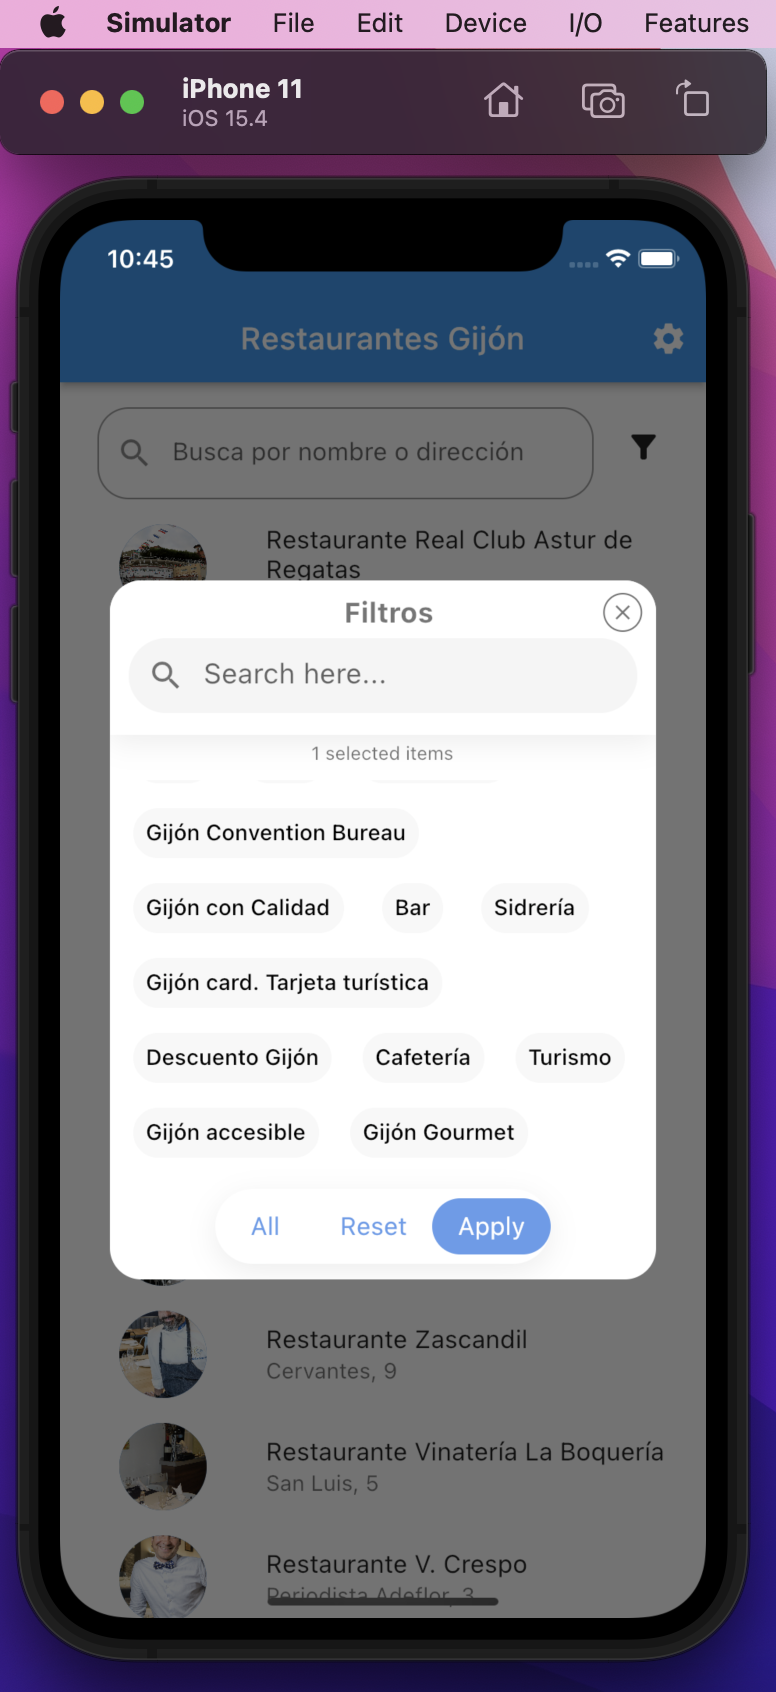 Simulator File Edit Device I/O Features
iPhone 11
iOS 15.4
10:45
Restaurantes Gijón
Busca por nombre o dirección
Restaurante Real Club Astur de
Regatas
Filtros
Search here...
1 selected items
Gijón Convention Bureau
Gijón con Calidad Bar Sidrería
Gijón card. Tarjeta turística
Descuento Gijón Cafetería Turismo
Gijón accesible Gijón Gourmet
All Reset Apply
Restaurante Zascandil
Cervantes, 9
Restaurante Vinatería La Boquería
San Luis, 5
Restaurante V. Crespo
Periodista Adeflor, 3